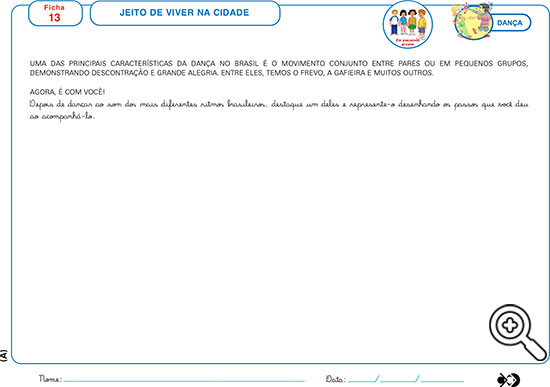 Ficha
13
JEITO DE VIVER NA CIDADE
Em pequenos
grupos
DANÇA
UMA DAS PRINCIPAIS CARACTERÍSTICAS DA DANÇA NO BRASIL É O MOVIMENTO CONJUNTO ENTRE PARES OU EM PEQUENOS GRUPOS,
DEMONSTRANDO DESCONTRAÇÃO E GRANDE ALEGRIA. ENTRE ELES, TEMOS O FREVO, A GAFIEIRA E MUITOS OUTROS.
AGORA, É COM VOCÊ!
Depois de dançar ao som dos mais diferentes ritmos brasileiros, destaque um deles e represente-o desenhando os passos que você deu
ao acompanhá-lo.
(A)
Nome:
Data: / /